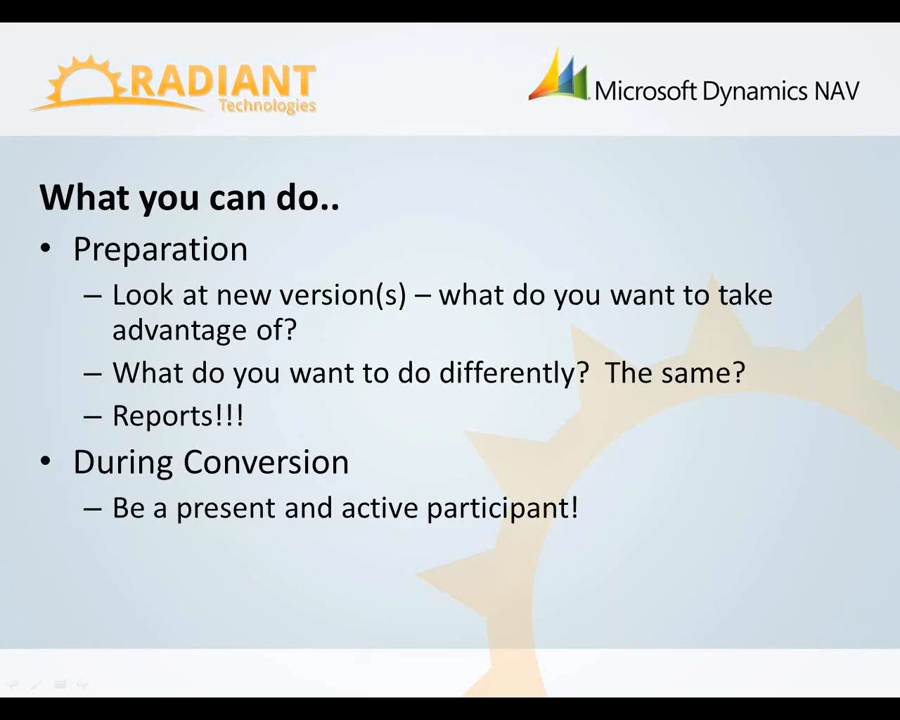 RADIANT
Technologies
Microsoft Dynamics NAV
What you can do..
• Preparation
– Look at new version(s) – what do you want to take
advantage of?
– What do you want to do differently?  The same?
– Reports!!!
• During Conversion
– Be a present and active participant!